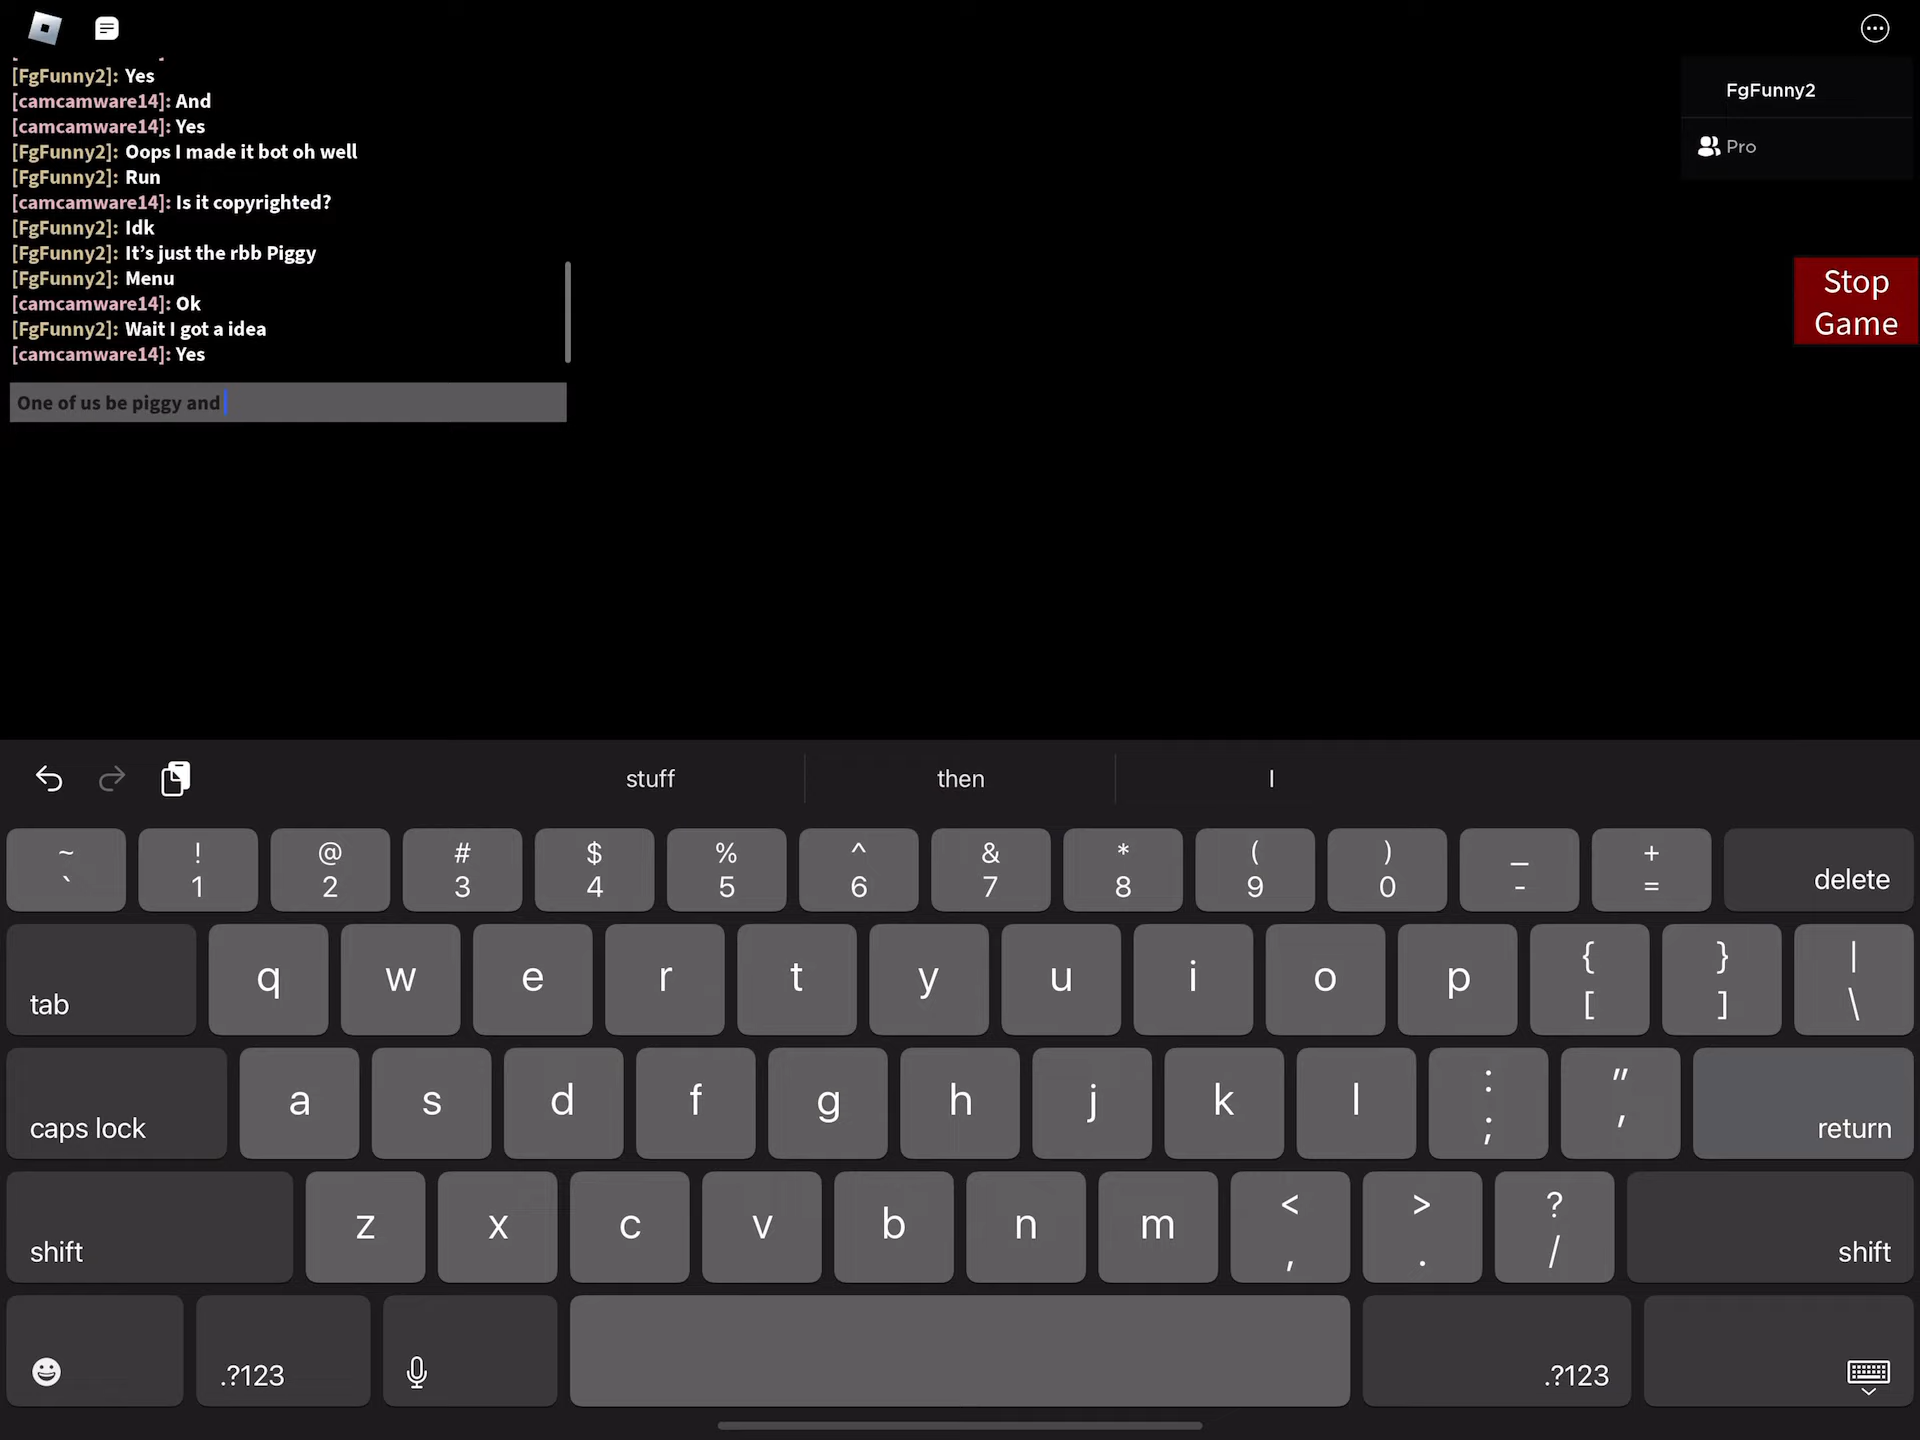 [FgFunny2]: Yes
[camcamware14]: And
[camcamware14]: Yes
[FgFunny2]: Oops I made it bot oh well
[FgFunny2]: Run
[camcamware14]: Is it copyrighted?
[FgFunny2]: Idk
[FgFunny2]: It’s just the rbb Piggy
[FgFunny2]: Menu
[camcamware14]: Ok
[FgFunny2]: Wait I got a idea
[camcamware14]: Yes
One of us be piggy and
FgFunny2
Pro
Stop
Game
stuff then I
~ ! @ # $ % ^ & * ( ) _ +
` 1 2 3 4 5 6 7 8 9 0 - = delete
tab q w e r t y u i o p { [ } ] | \
caps lock a s d f g h j k l : ; " ' return
shift z x c v b n m < , > . ? / shift
.?123 .?123